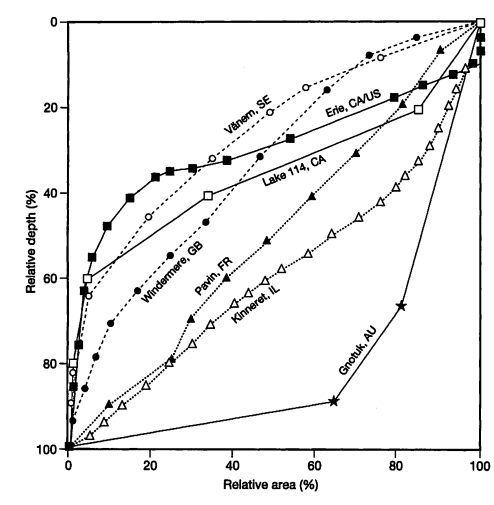 0
20
40
60
80
100
Relative depth (%)
Vänern, SE
Erie, CA/US
Lake 114, CA
Windermere, GB
Pavin, FR
Kinneret, IL
Gnotuk, AU
0
20
40
60
80
100
Relative area (%)